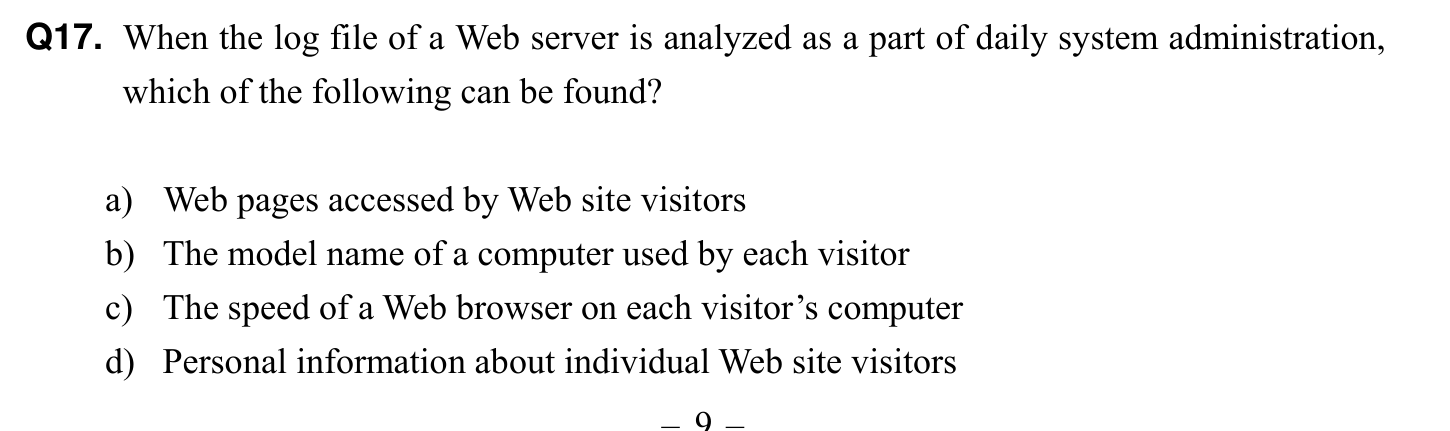 Q17. When the log file of a Web server is analyzed as a part of daily system administration,
which of the following can be found?
a) Web pages accessed by Web site visitors
b) The model name of a computer used by each visitor
c) The speed of a Web browser on each visitor’s computer
d) Personal information about individual Web site visitors
– 9 –